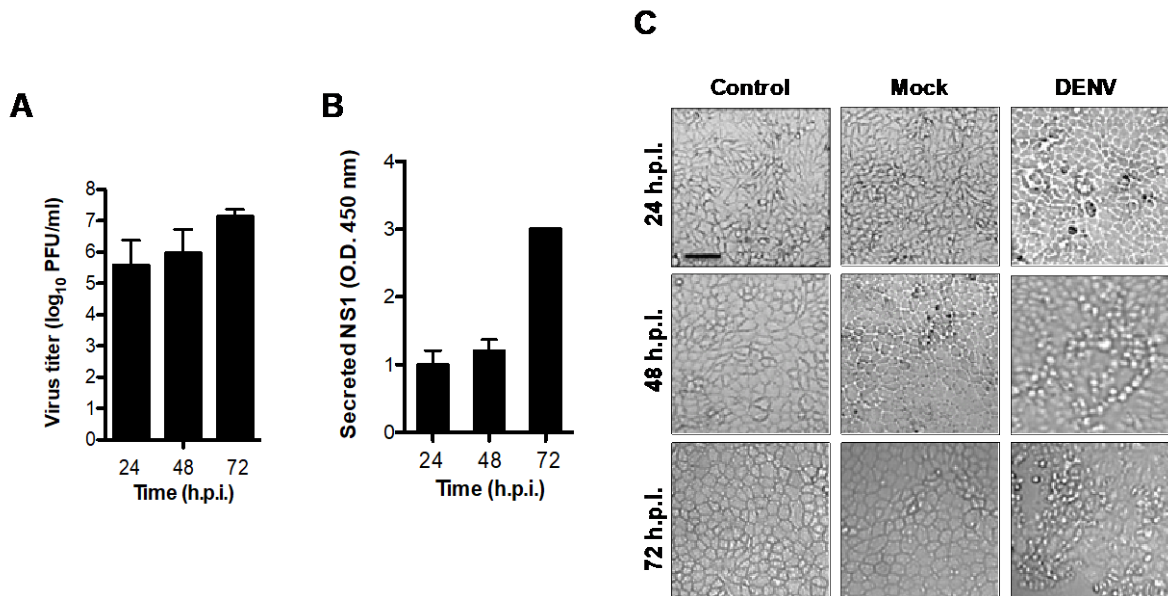 A
Virus titer (log10 PFU/ml)
8
7
6
5
4
3
2
1
0
24 48 72
Time (h.p.i.)
B
Secreted NS1 (O.D. 450 nm)
4
3
2
1
0
24 48 72
Time (h.p.i.)
C
Control Mock DENV
24 h.p.I.
48 h.p.I.
72 h.p.I.